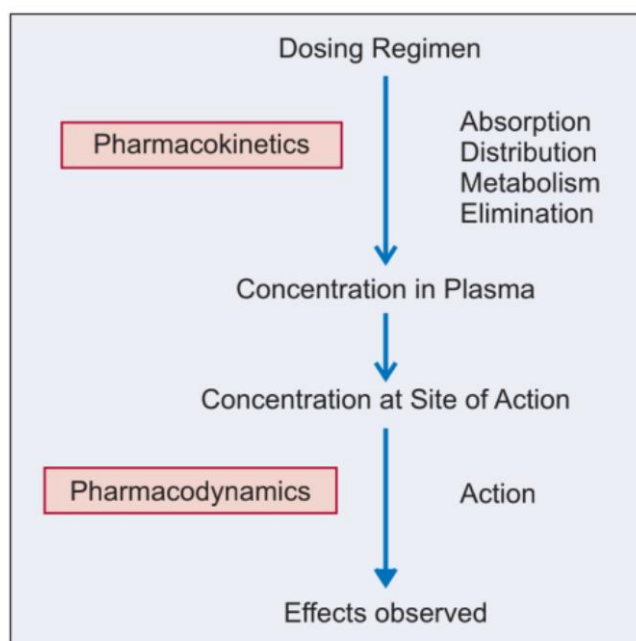 Dosing Regimen
Pharmacokinetics
Absorption
Distribution
Metabolism
Elimination
Concentration in Plasma
Concentration at Site of Action
Pharmacodynamics
Action
Effects observed